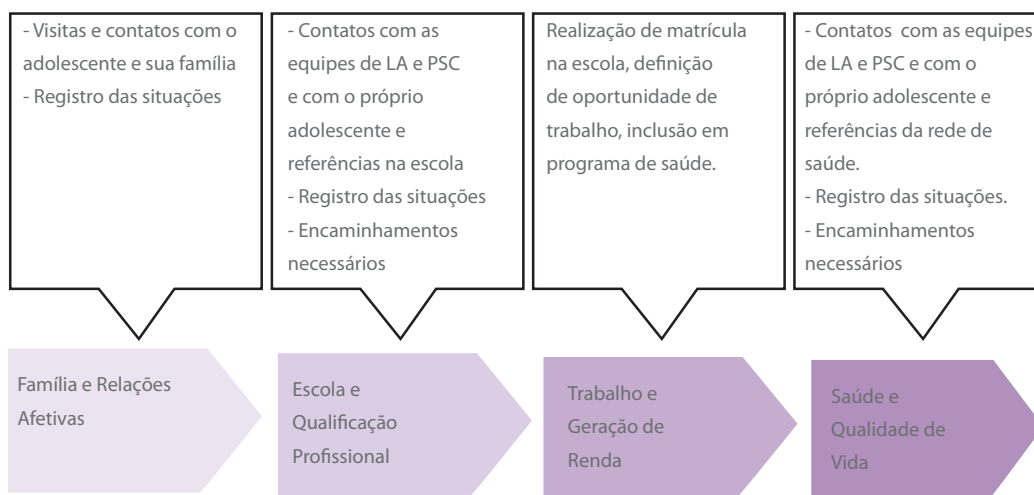 - Visitas e contatos com o
adolescente e sua família
- Registro das situações
- Contatos com as
equipes de LA e PSC
e com o próprio
adolescente e
referências na escola
- Registro das situações
- Encaminhamentos
necessários
Realização de matrícula
na escola, definição
de oportunidade de
trabalho, inclusão em
programa de saúde.
- Contatos com as equipes
de LA e PSC e com o
próprio adolescente e
referências da rede de
saúde.
- Registro das situações.
- Encaminhamentos
necessários
Família e Relações
Afetivas
Escola e
Qualificação
Profissional
Trabalho e
Geração de
Renda
Saúde e
Qualidade de
Vida